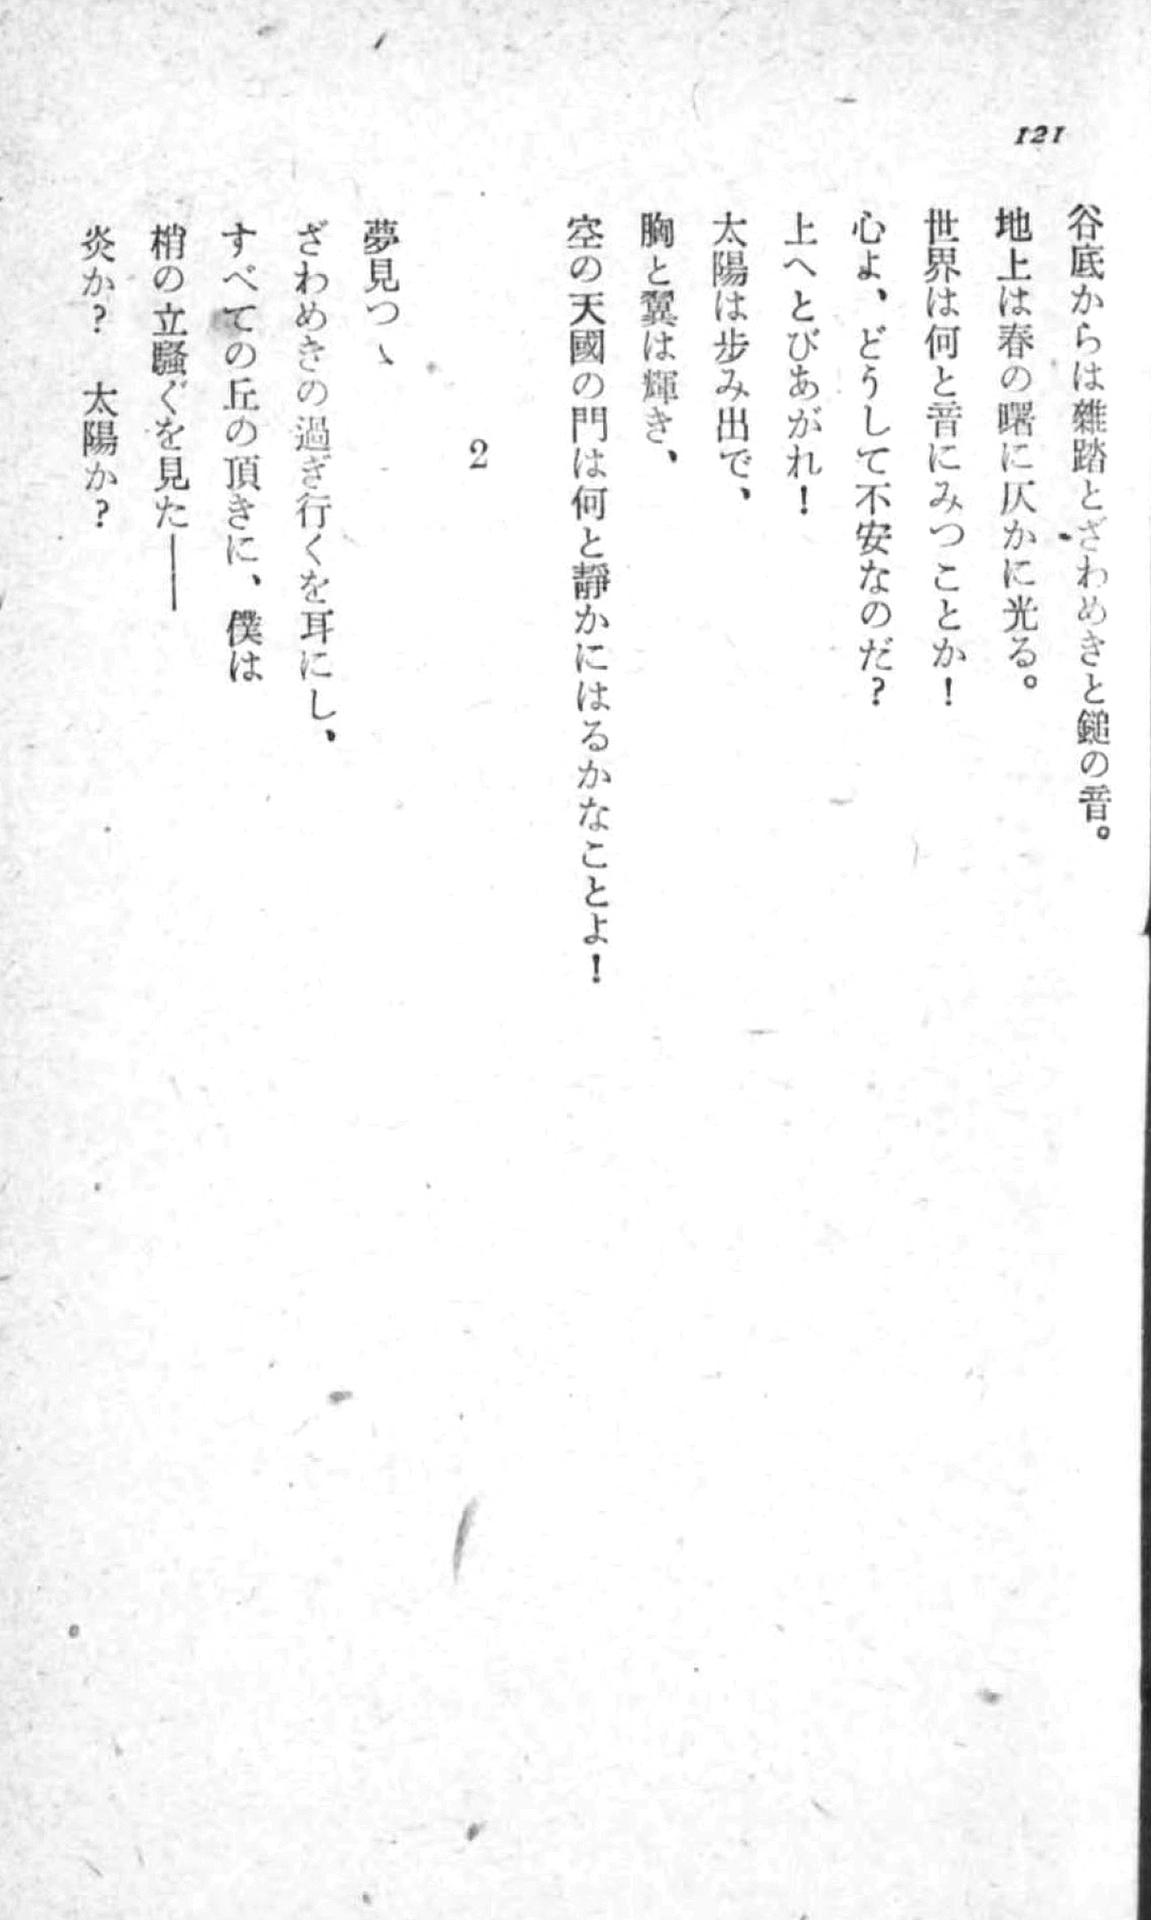 121
谷底からは雜踏とざわめきと鎚の音。
地上は春の曙に仄かに光る。
世界は何と音にみつことか！
心よ、どうして不安なのだ？
上へとびあがれ！
太陽は步み出で、
胸と翼は輝き、
空の天國の門は何と靜かにはるかなことよ！
2
夢見つゝ
ざわめきの過ぎ行くを耳にし、
すべての丘の頂きに、僕は
梢の立騷ぐを見た——
炎か？　太陽か？